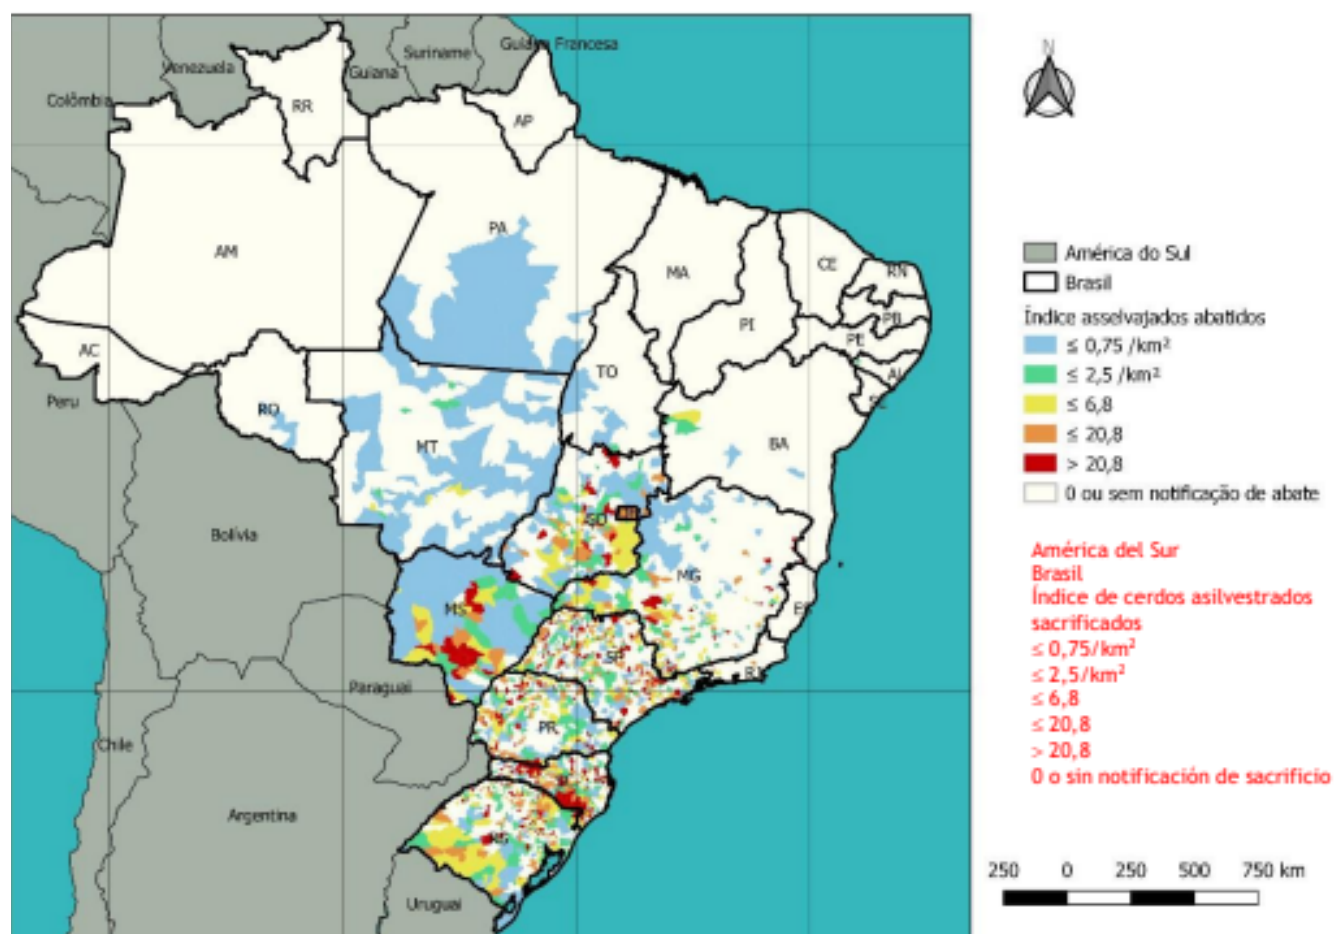 N
Venezuela
Suriname
Guiana Francesa
Guiana
Colômbia
RR
AP
AM
PA
MA
CE
RN
PB
PI
PE
AL
AC
Peru
RO
TO
SE
MT
BA
Bolívia
GO
DF
MG
MS
ES
SP
RJ
Paraguai
PR
Chile
Argentina
RS
Uruguai
América do Sul
Brasil
Índice asselvajados abatidos
≤ 0,75 /km²
≤ 2,5 /km²
≤ 6,8
≤ 20,8
> 20,8
0 ou sem notificação de abate
América del Sur
Brasil
Índice de cerdos asilvestrados
sacrificados
≤ 0,75/km²
≤ 2,5/km²
≤ 6,8
≤ 20,8
> 20,8
0 o sin notificación de sacrificio
250 0 250 500 750 km